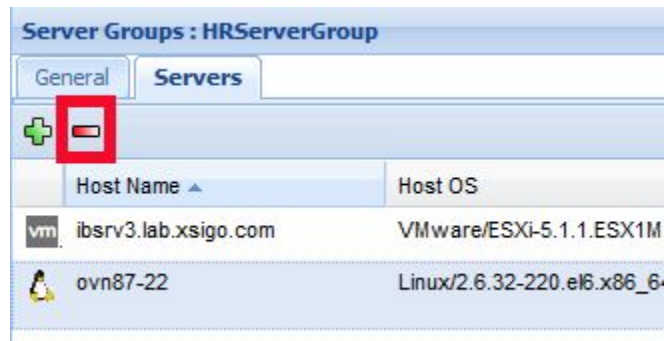 Server Groups : HRServerGroup
General Servers
Host Name Host OS
vm ibsrv3.lab.xsigo.com VMware/ESXi-5.1.1.ESX1M
ovn87-22 Linux/2.6.32-220.el6.x86_64